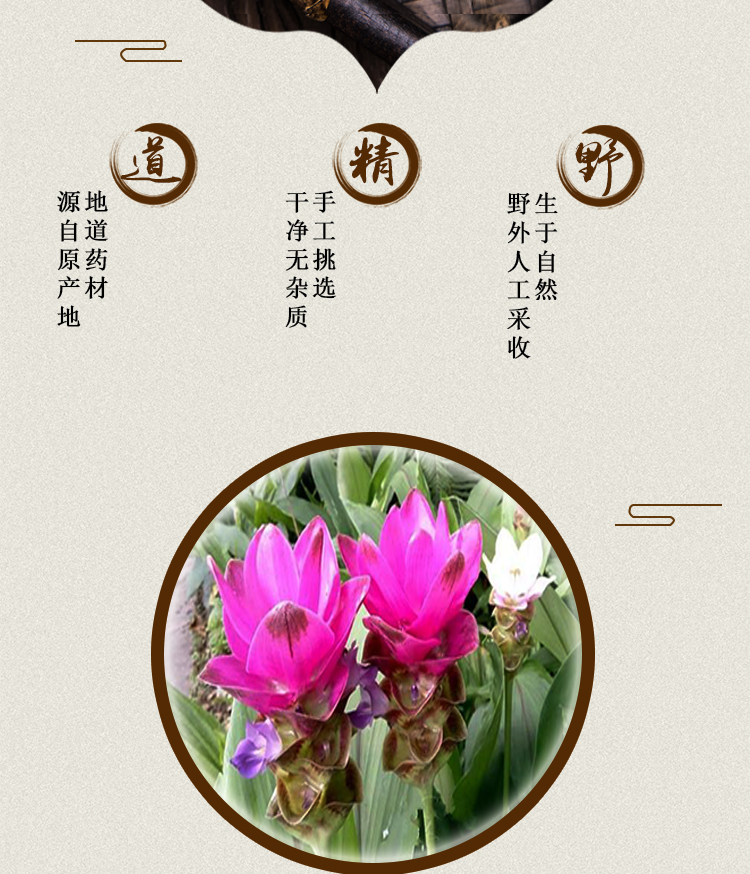 道
地道药材
源自原产地
精
手工挑选
干净无杂质
野
生于自然
野外人工采收